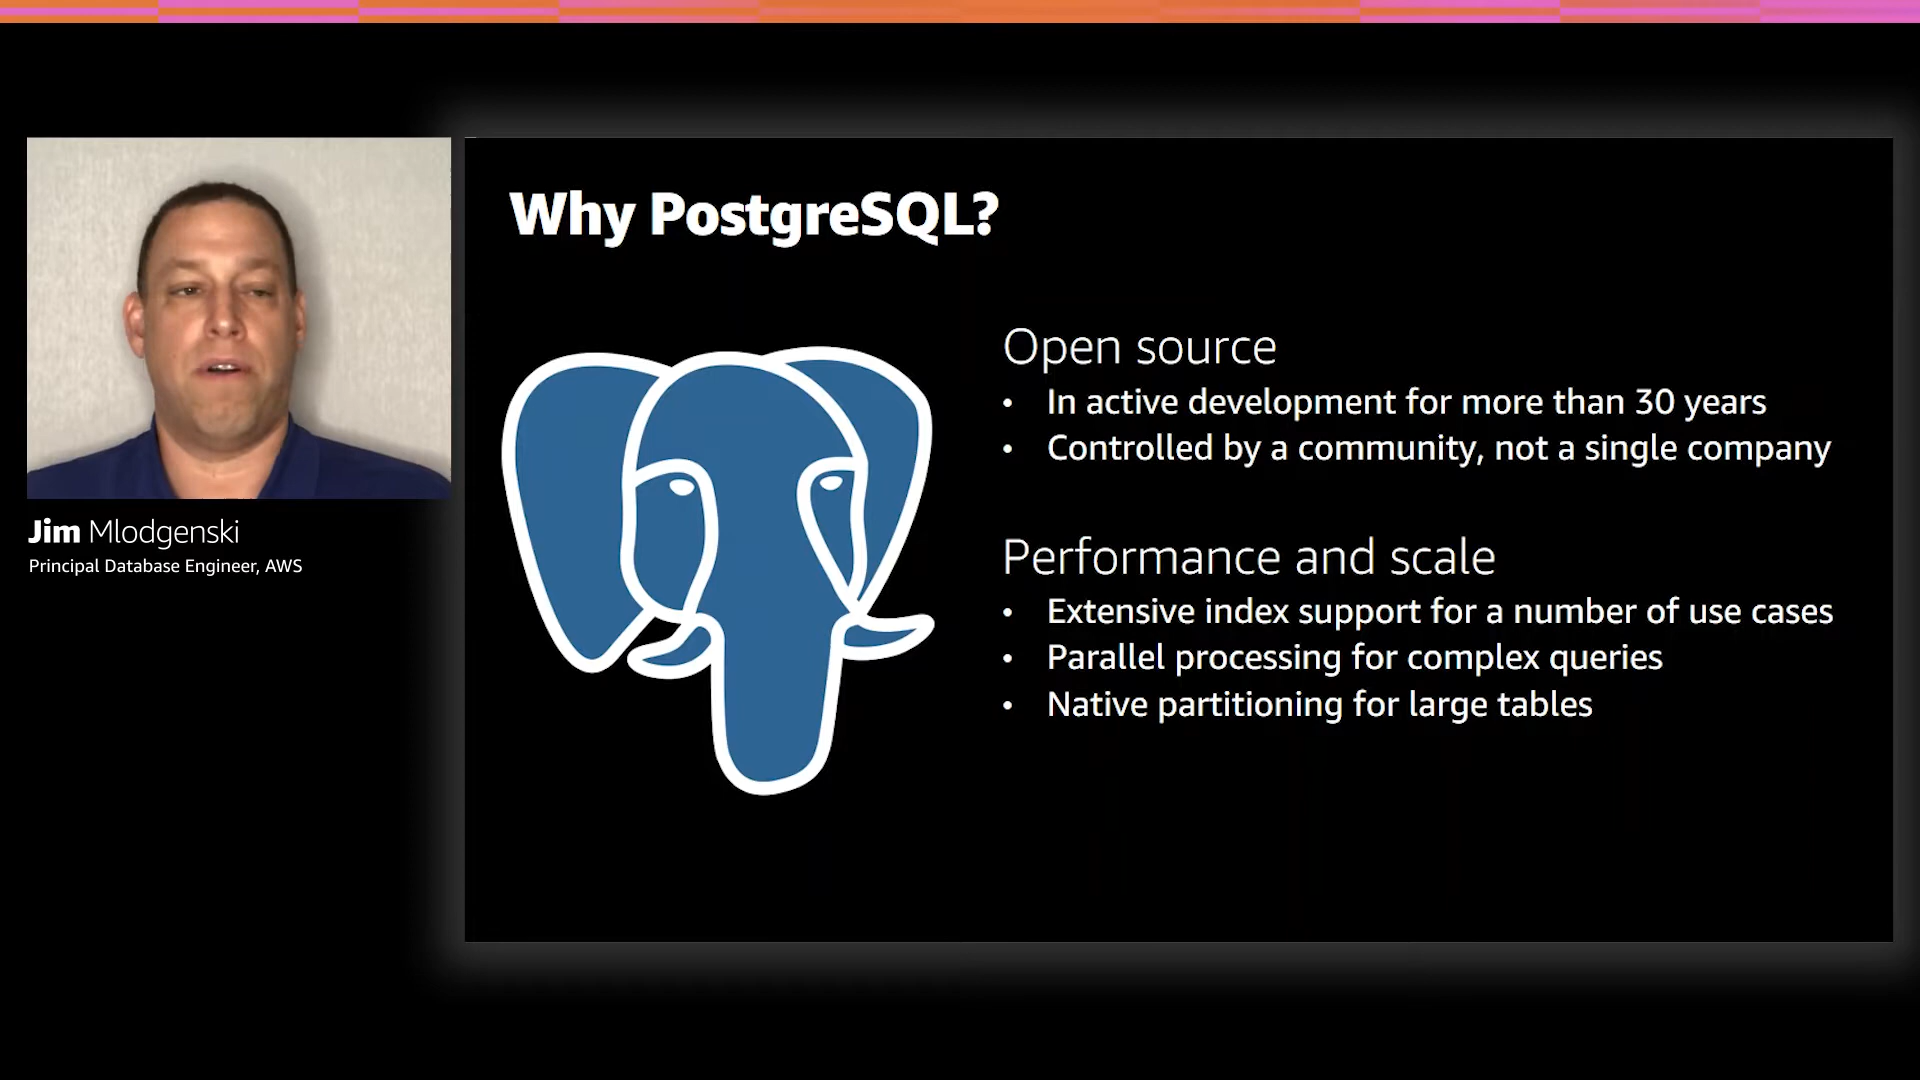 Why PostgreSQL?
Open source
• In active development for more than 30 years
• Controlled by a community, not a single company
Performance and scale
• Extensive index support for a number of use cases
• Parallel processing for complex queries
• Native partitioning for large tables
Jim Mlodgenski
Principal Database Engineer, AWS